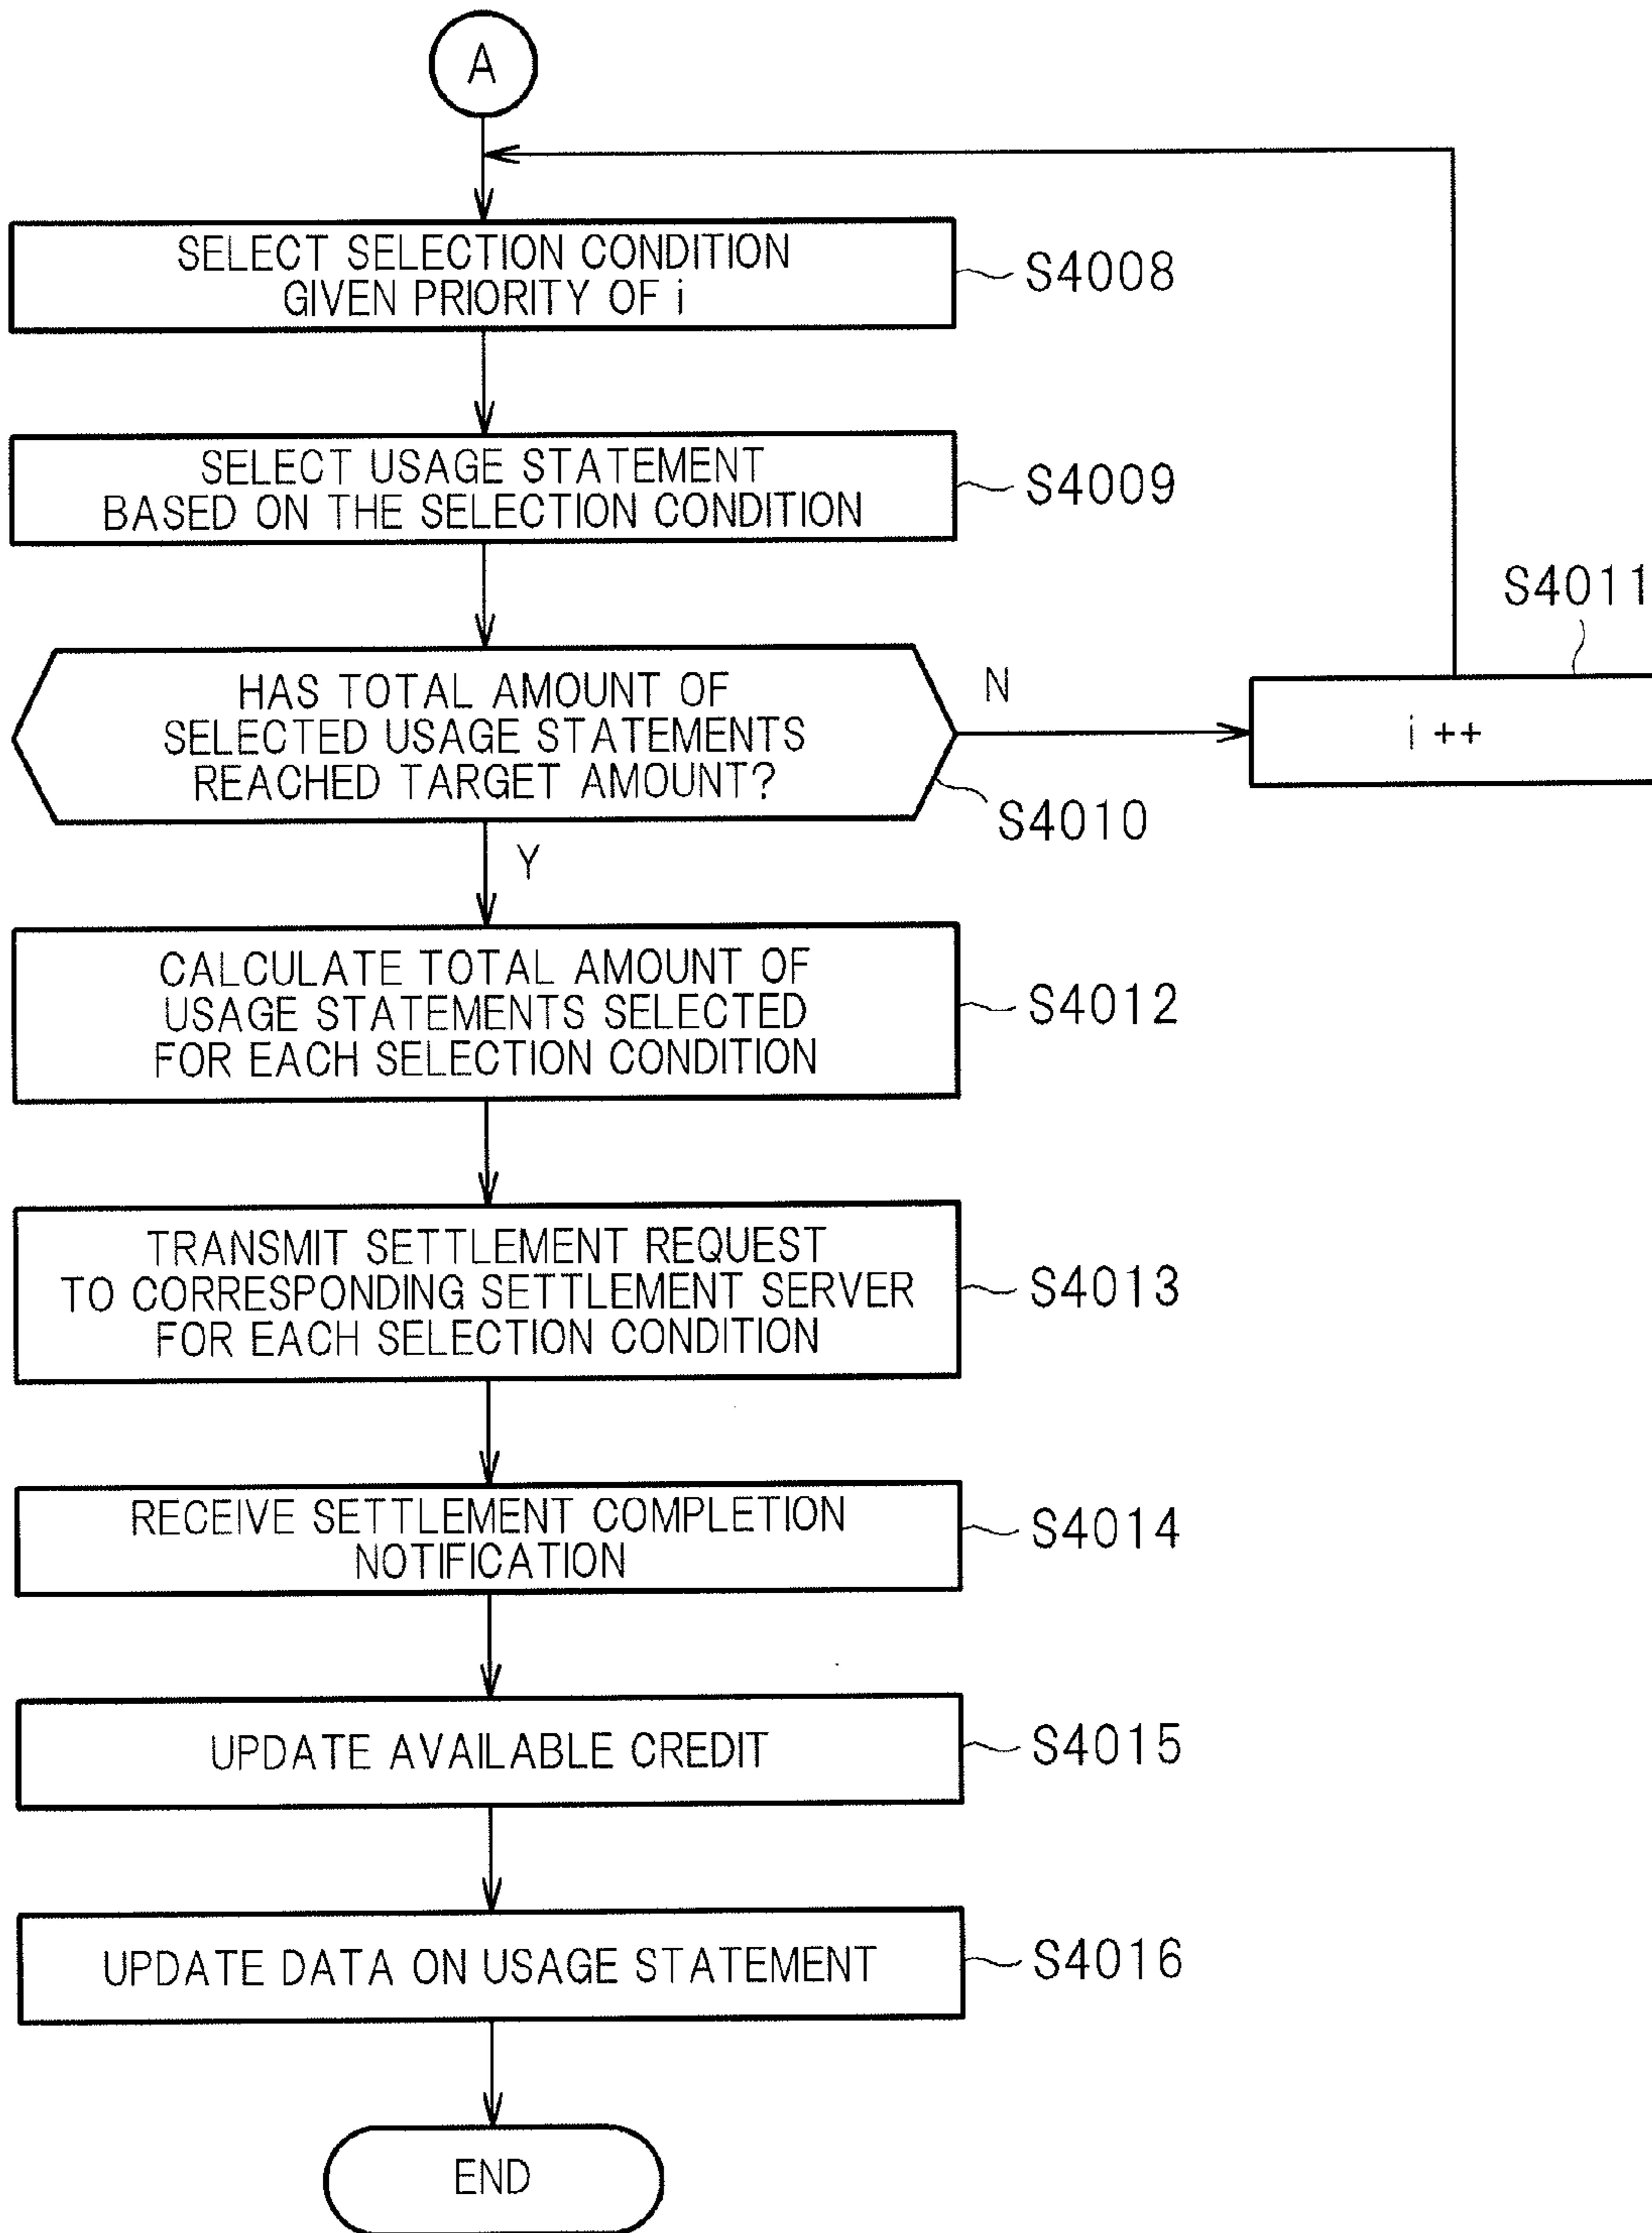 A
SELECT SELECTION CONDITION
GIVEN PRIORITY OF i
S4008
SELECT USAGE STATEMENT
BASED ON THE SELECTION CONDITION
S4009
S4011
HAS TOTAL AMOUNT OF
SELECTED USAGE STATEMENTS
REACHED TARGET AMOUNT?
N
i ++
S4010
Y
CALCULATE TOTAL AMOUNT OF
USAGE STATEMENTS SELECTED
FOR EACH SELECTION CONDITION
S4012
TRANSMIT SETTLEMENT REQUEST
TO CORRESPONDING SETTLEMENT SERVER
FOR EACH SELECTION CONDITION
S4013
RECEIVE SETTLEMENT COMPLETION
NOTIFICATION
S4014
UPDATE AVAILABLE CREDIT
S4015
UPDATE DATA ON USAGE STATEMENT
S4016
END